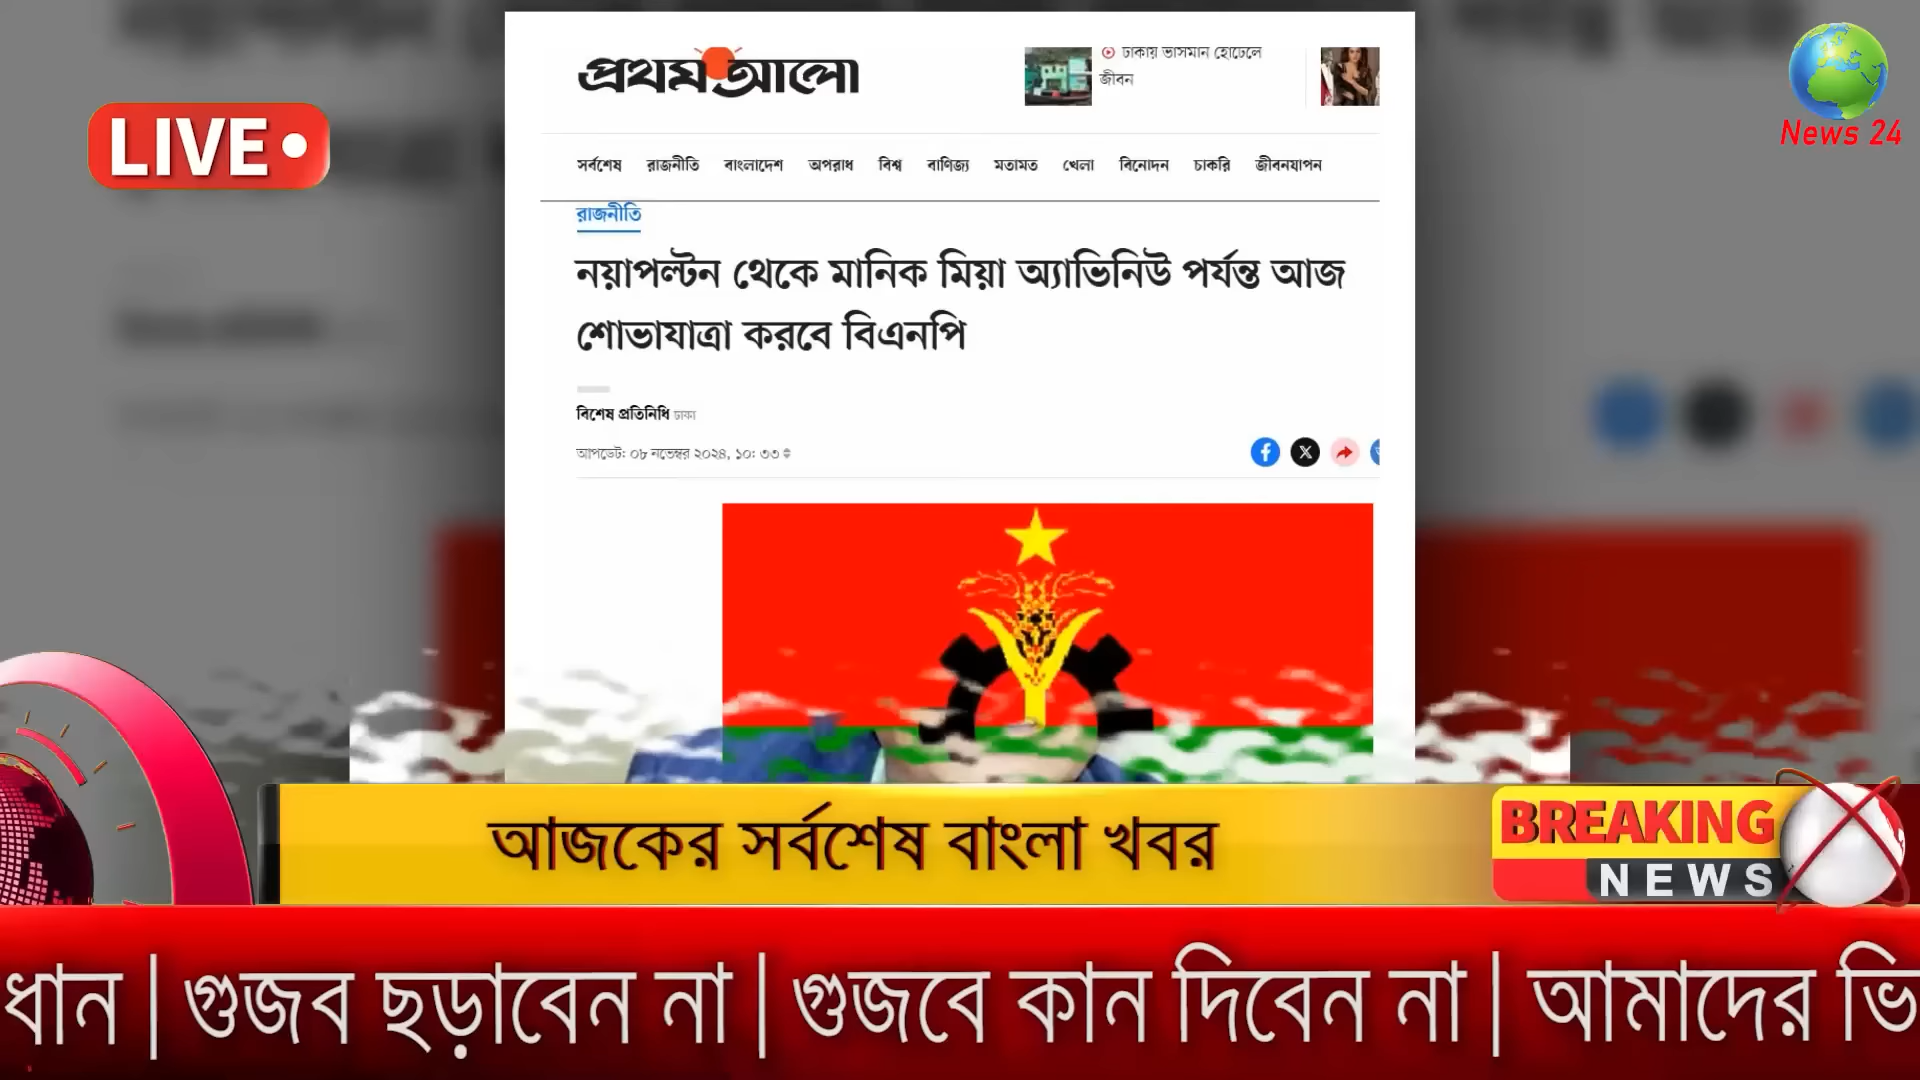 প্রথম আলো
ঢাকায় ভাসমান হোটেলে
জীবন
News 24
LIVE
সর্বশেষ রাজনীতি বাংলাদেশ অপরাধ বিশ্ব বাণিজ্য মতামত খেলা বিনোদন চাকরি জীবনযাপন
রাজনীতি
নয়াপল্টন থেকে মানিক মিয়া অ্যাভিনিউ পর্যন্ত আজ
শোভাযাত্রা করবে বিএনপি
বিশেষ প্রতিনিধি ঢাকা
আপডেট: ০৮ নভেম্বর ২০২৪, ১০: ৩৩
আজকের সর্বশেষ বাংলা খবর
BREAKING
NEWS
ধান | গুজব ছড়াবেন না | গুজবে কান দিবেন না | আমাদের ভি